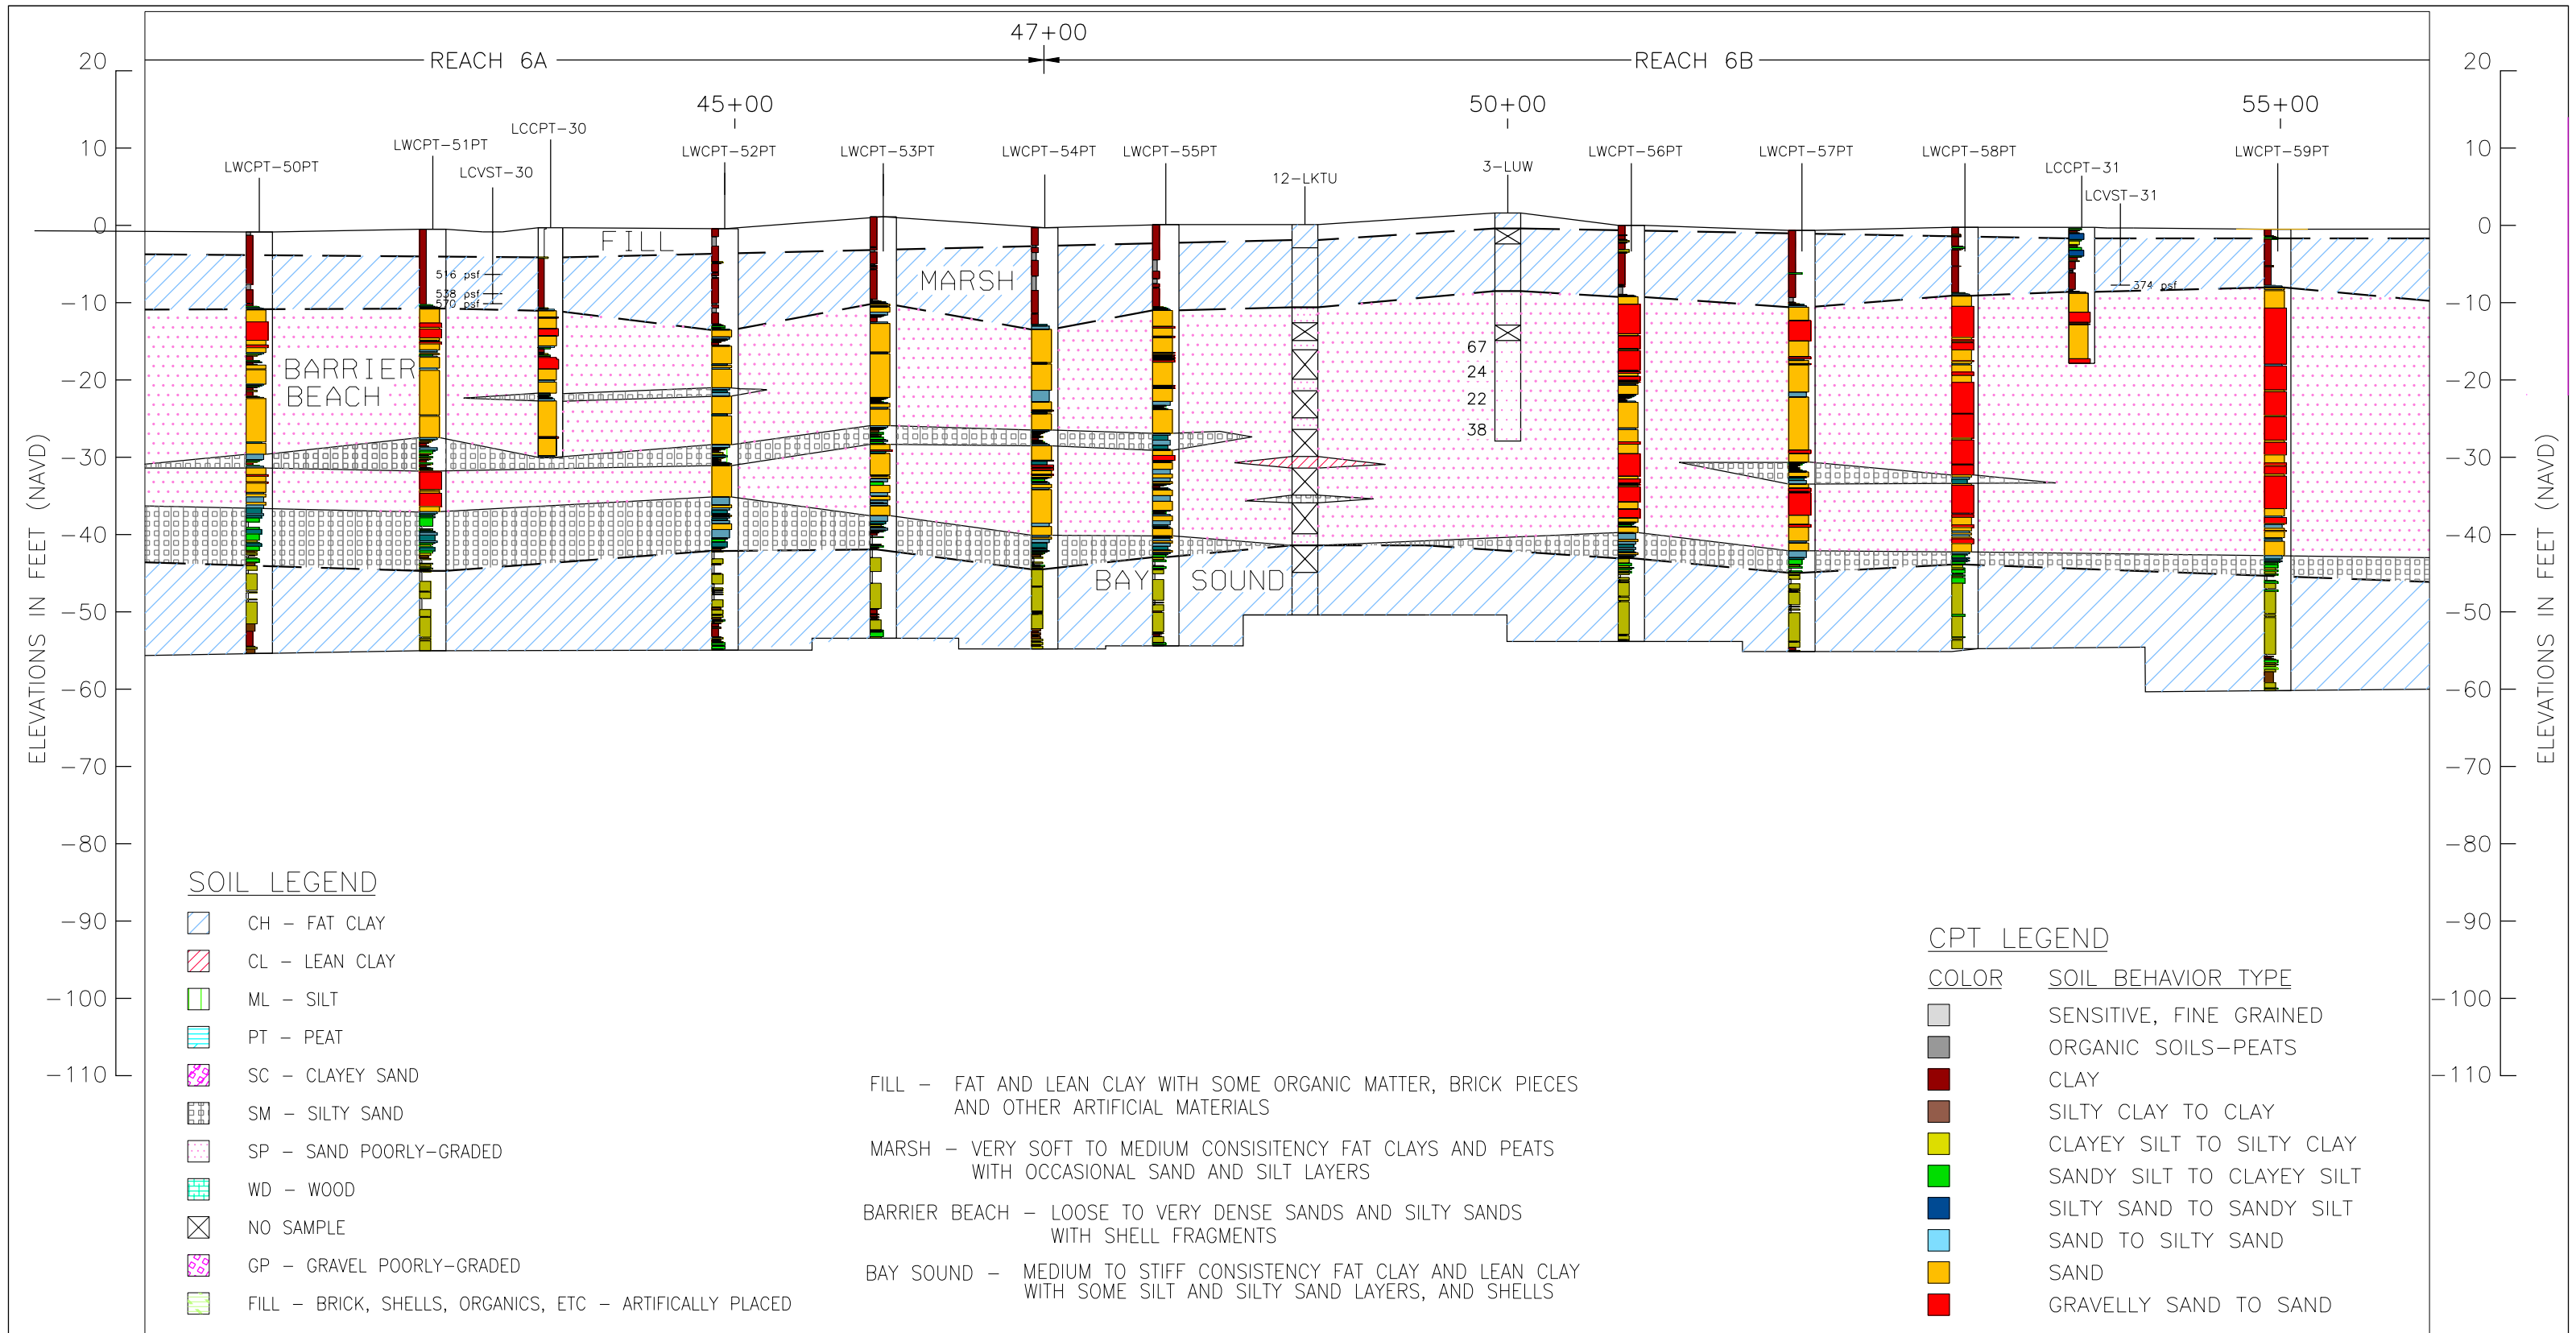 47+00
REACH 6A
REACH 6B
45+00
50+00
55+00
LWCPT-50PT
LWCPT-51PT
LCVST-30
LCCPT-30
LWCPT-52PT
LWCPT-53PT
LWCPT-54PT
LWCPT-55PT
12-LKTU
3-LUW
LWCPT-56PT
LWCPT-57PT
LWCPT-58PT
LCCPT-31
LCVST-31
LWCPT-59PT
ELEVATIONS IN FEET (NAVD)
20
10
0
-10
-20
-30
-40
-50
-60
-70
-80
-90
-100
-110
FILL
MARSH
516 psf
538 psf
570 psf
374 psf
BARRIER
BEACH
67
24
22
38
BAY SOUND
20
10
0
-10
-20
-30
-40
-50
-60
-70
-80
-90
-100
-110
ELEVATIONS IN FEET (NAVD)
SOIL LEGEND
CH - FAT CLAY
CL - LEAN CLAY
ML - SILT
PT - PEAT
SC - CLAYEY SAND
SM - SILTY SAND
SP - SAND POORLY-GRADED
WD - WOOD
NO SAMPLE
GP - GRAVEL POORLY-GRADED
FILL - BRICK, SHELLS, ORGANICS, ETC - ARTIFICALLY PLACED
FILL - FAT AND LEAN CLAY WITH SOME ORGANIC MATTER, BRICK PIECES
AND OTHER ARTIFICIAL MATERIALS
MARSH - VERY SOFT TO MEDIUM CONSISITENCY FAT CLAYS AND PEATS
WITH OCCASIONAL SAND AND SILT LAYERS
BARRIER BEACH - LOOSE TO VERY DENSE SANDS AND SILTY SANDS
WITH SHELL FRAGMENTS
BAY SOUND - MEDIUM TO STIFF CONSISTENCY FAT CLAY AND LEAN CLAY
WITH SOME SILT AND SILTY SAND LAYERS, AND SHELLS
CPT LEGEND
COLOR SOIL BEHAVIOR TYPE
SENSITIVE, FINE GRAINED
ORGANIC SOILS-PEATS
CLAY
SILTY CLAY TO CLAY
CLAYEY SILT TO SILTY CLAY
SANDY SILT TO CLAYEY SILT
SILTY SAND TO SANDY SILT
SAND TO SILTY SAND
SAND
GRAVELLY SAND TO SAND